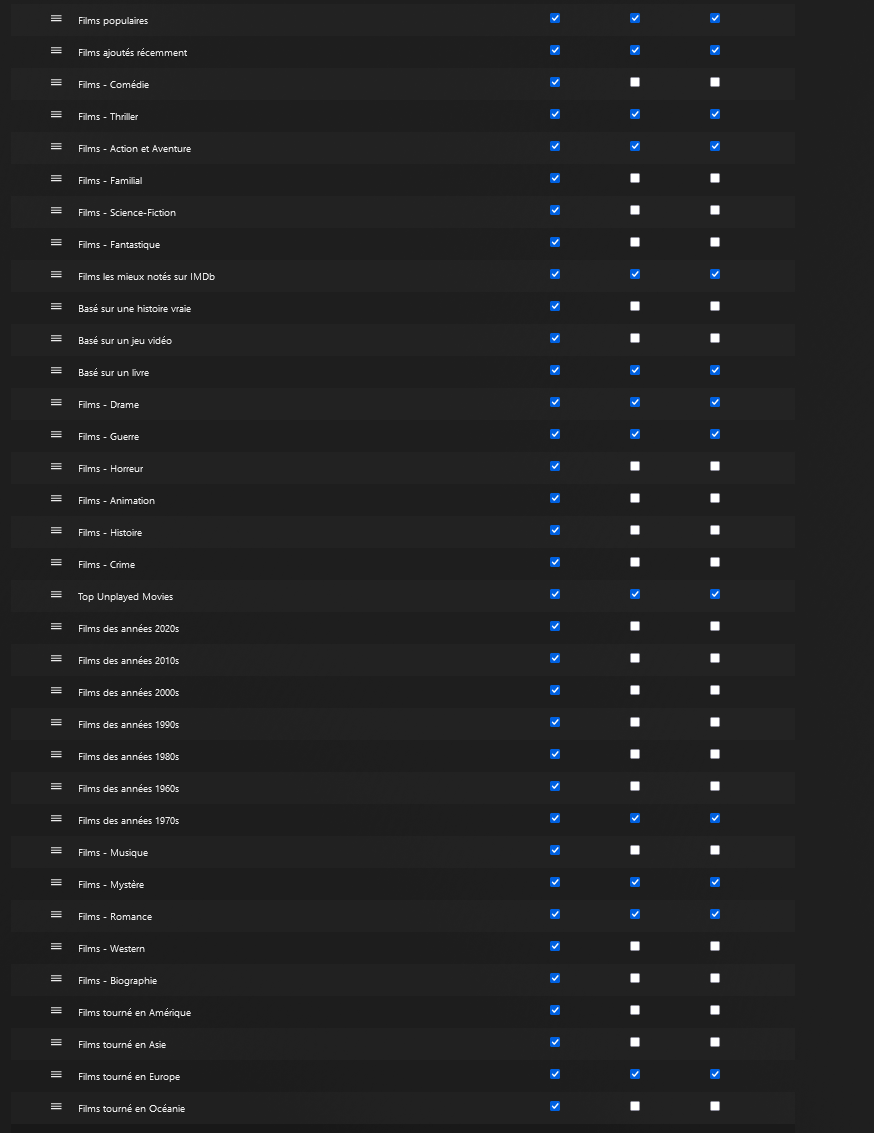 Films populaires
Films ajoutés récemment
Films - Comédie
Films - Thriller
Films - Action et Aventure
Films - Familial
Films - Science-Fiction
Films - Fantastique
Films les mieux notés sur IMDb
Basé sur une histoire vraie
Basé sur un jeu vidéo
Basé sur un livre
Films - Drame
Films - Guerre
Films - Horreur
Films - Animation
Films - Histoire
Films - Crime
Top Unplayed Movies
Films des années 2020s
Films des années 2010s
Films des années 2000s
Films des années 1990s
Films des années 1980s
Films des années 1960s
Films des années 1970s
Films - Musique
Films - Mystère
Films - Romance
Films - Western
Films - Biographie
Films tourné en Amérique
Films tourné en Asie
Films tourné en Europe
Films tourné en Océanie